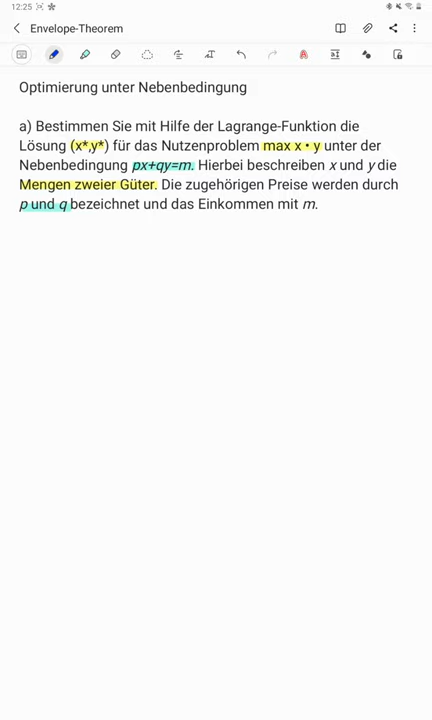 12:25
Envelope-Theorem
Optimierung unter Nebenbedingung
a) Bestimmen Sie mit Hilfe der Lagrange-Funktion die
Lösung (x*,y*) für das Nutzenproblem max x • y unter der
Nebenbedingung px+qy=m. Hierbei beschreiben x und y die
Mengen zweier Güter. Die zugehörigen Preise werden durch
p und q bezeichnet und das Einkommen mit m.